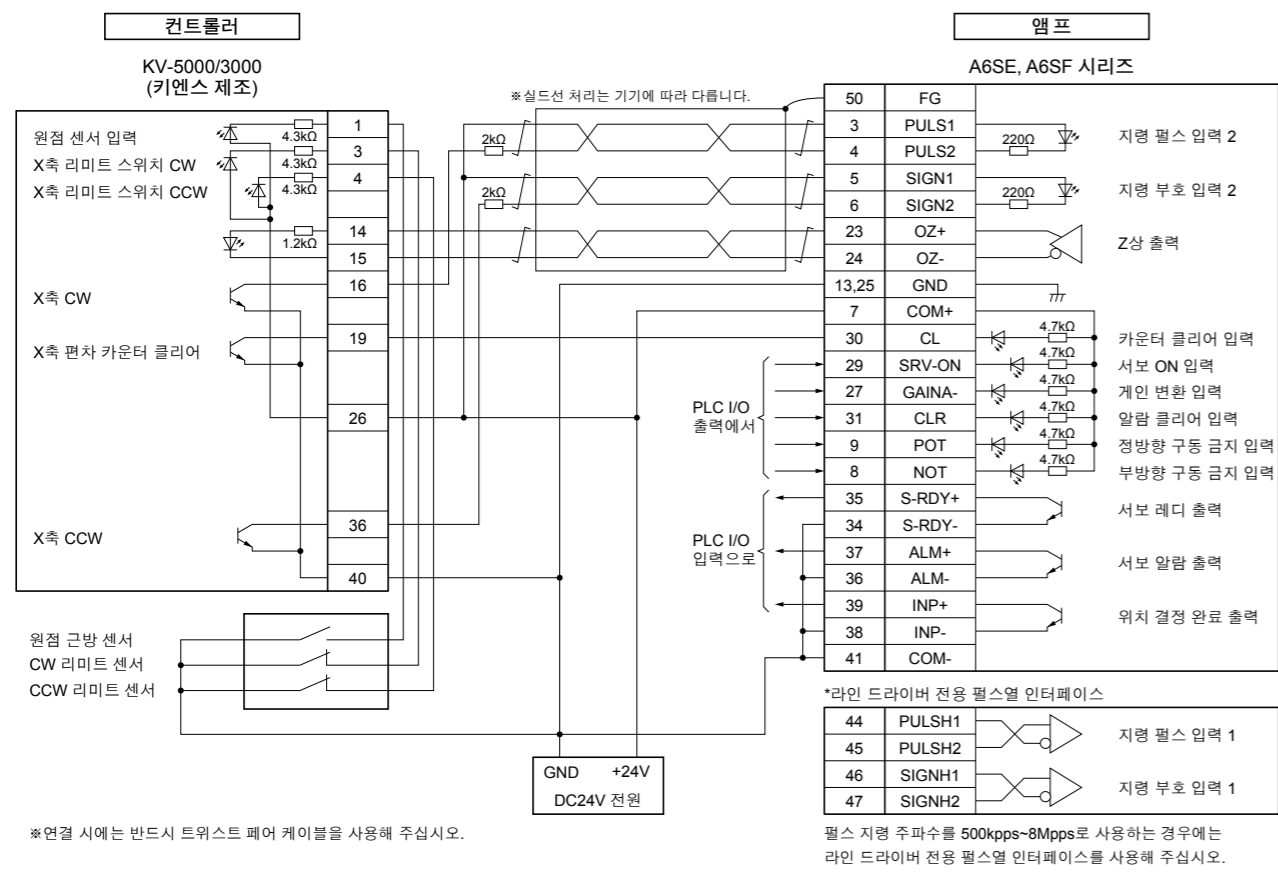 컨트롤러
KV-5000/3000
(키엔스 제조)
원점 센서 입력
X축 리미트 스위치 CW
X축 리미트 스위치 CCW
4.3kΩ
4.3kΩ
4.3kΩ
1.2kΩ
X축 CW
X축 편차 카운터 클리어
X축 CCW
1
3
4
14
15
16
19
26
36
40
원점 근방 센서
CW 리미트 센서
CCW 리미트 센서
※실드선 처리는 기기에 따라 다릅니다.
2kΩ
2kΩ
PLC I/O
출력에서
PLC I/O
입력으로
GND +24V
DC24V 전원
※연결 시에는 반드시 트위스트 페어 케이블을 사용해 주십시오.
앰프
A6SE, A6SF 시리즈
50 FG
3 PULS1
4 PULS2 220Ω 지령 펄스 입력 2
5 SIGN1
6 SIGN2 220Ω 지령 부호 입력 2
23 OZ+
24 OZ- Z상 출력
13,25 GND
7 COM+
30 CL 4.7kΩ 카운터 클리어 입력
29 SRV-ON 4.7kΩ 서보 ON 입력
27 GAINA- 4.7kΩ 게인 변환 입력
31 CLR 4.7kΩ 알람 클리어 입력
9 POT 4.7kΩ 정방향 구동 금지 입력
8 NOT 4.7kΩ 부방향 구동 금지 입력
35 S-RDY+
34 S-RDY- 서보 레디 출력
37 ALM+
36 ALM- 서보 알람 출력
39 INP+
38 INP- 위치 결정 완료 출력
41 COM-
*라인 드라이버 전용 펄스열 인터페이스
44 PULSH1
45 PULSH2 지령 펄스 입력 1
46 SIGNH1
47 SIGNH2 지령 부호 입력 1
펄스 지령 주파수를 500kpps~8Mpps로 사용하는 경우에는
라인 드라이버 전용 펄스열 인터페이스를 사용해 주십시오.